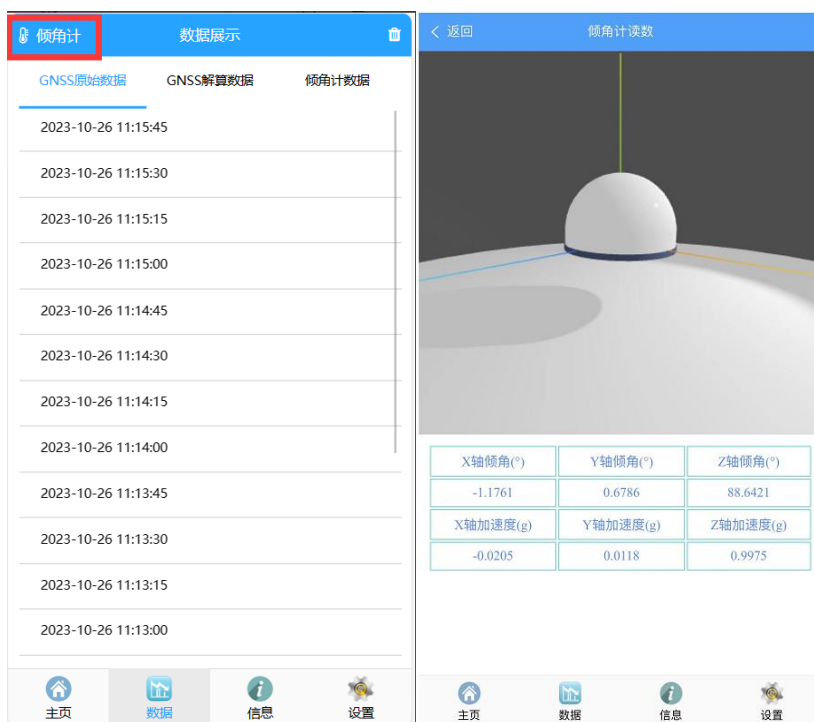 倾角计
数据展示
GNSS原始数据
GNSS解算数据
倾角计数据
2023-10-26 11:15:45
2023-10-26 11:15:30
2023-10-26 11:15:15
2023-10-26 11:15:00
2023-10-26 11:14:45
2023-10-26 11:14:30
2023-10-26 11:14:15
2023-10-26 11:14:00
2023-10-26 11:13:45
2023-10-26 11:13:30
2023-10-26 11:13:15
2023-10-26 11:13:00
主页
数据
信息
设置
返回
倾角计读数
X轴倾角(°)
Y轴倾角(°)
Z轴倾角(°)
-1.1761
0.6786
88.6421
X轴加速度(g)
Y轴加速度(g)
Z轴加速度(g)
-0.0205
0.0118
0.9975
主页
数据
信息
设置